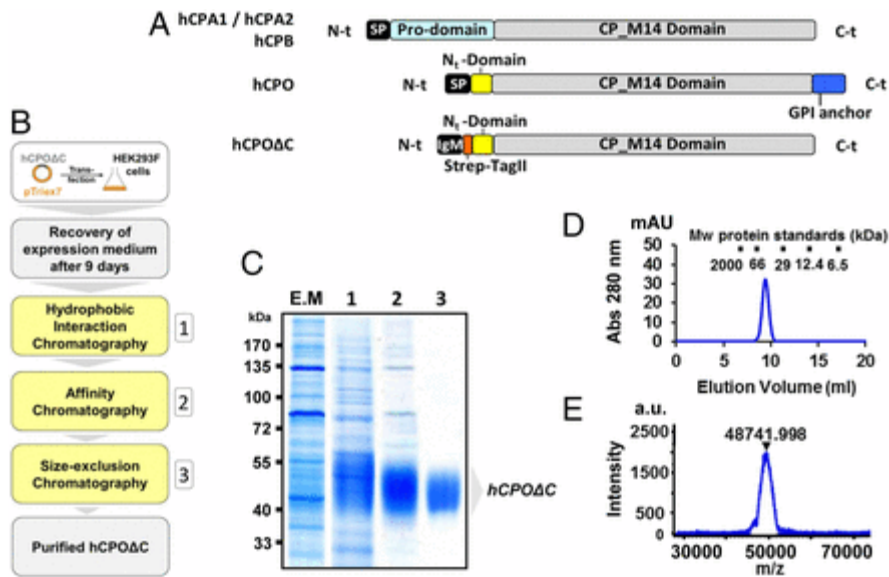 A
hCPA1 / hCPA2
hCPB
N-t
SP
Pro-domain
CP_M14 Domain
C-t
Nt-Domain
hCPO
N-t
SP
CP_M14 Domain
C-t
GPI anchor
Nt-Domain
hCPOΔC
N-t
IgM
CP_M14 Domain
C-t
Strep-TagII
B
hCPOΔC
pTriex7
Trans-
fection
HEK293F
cells
Recovery of
expression medium
after 9 days
Hydrophobic
Interaction
Chromatography
1
Affinity
Chromatography
2
Size-exclusion
Chromatography
3
Purified hCPOΔC
C
E.M 1 2 3
kDa
170
135
100
72
55
40
33
hCPOΔC
D
mAU
Mw protein standards (kDa)
2000 66 29 12.4 6.5
Abs 280 nm
50
40
30
20
10
0
0 5 10 15 20
Elution Volume (ml)
E
a.u.
48741.998
Intensity
2500
1500
500
0
30000 50000 70000
m/z